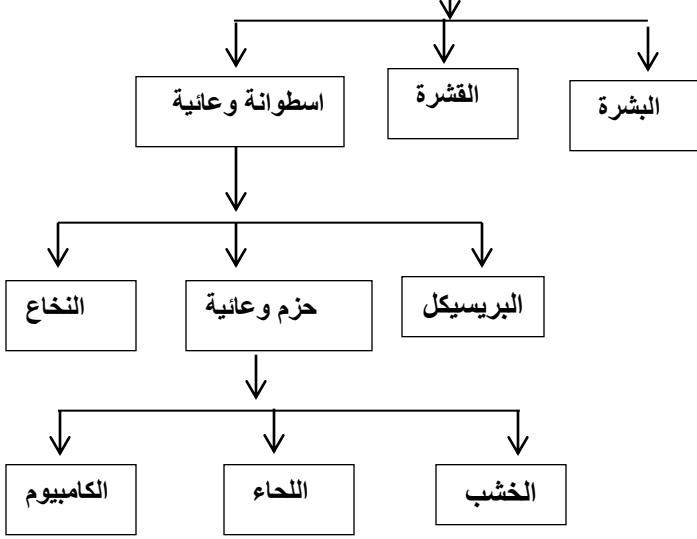 البشرة
القشرة
اسطوانة وعائية
البريسيكل
حزم وعائية
النخاع
الخشب
اللحاء
الكامبيوم